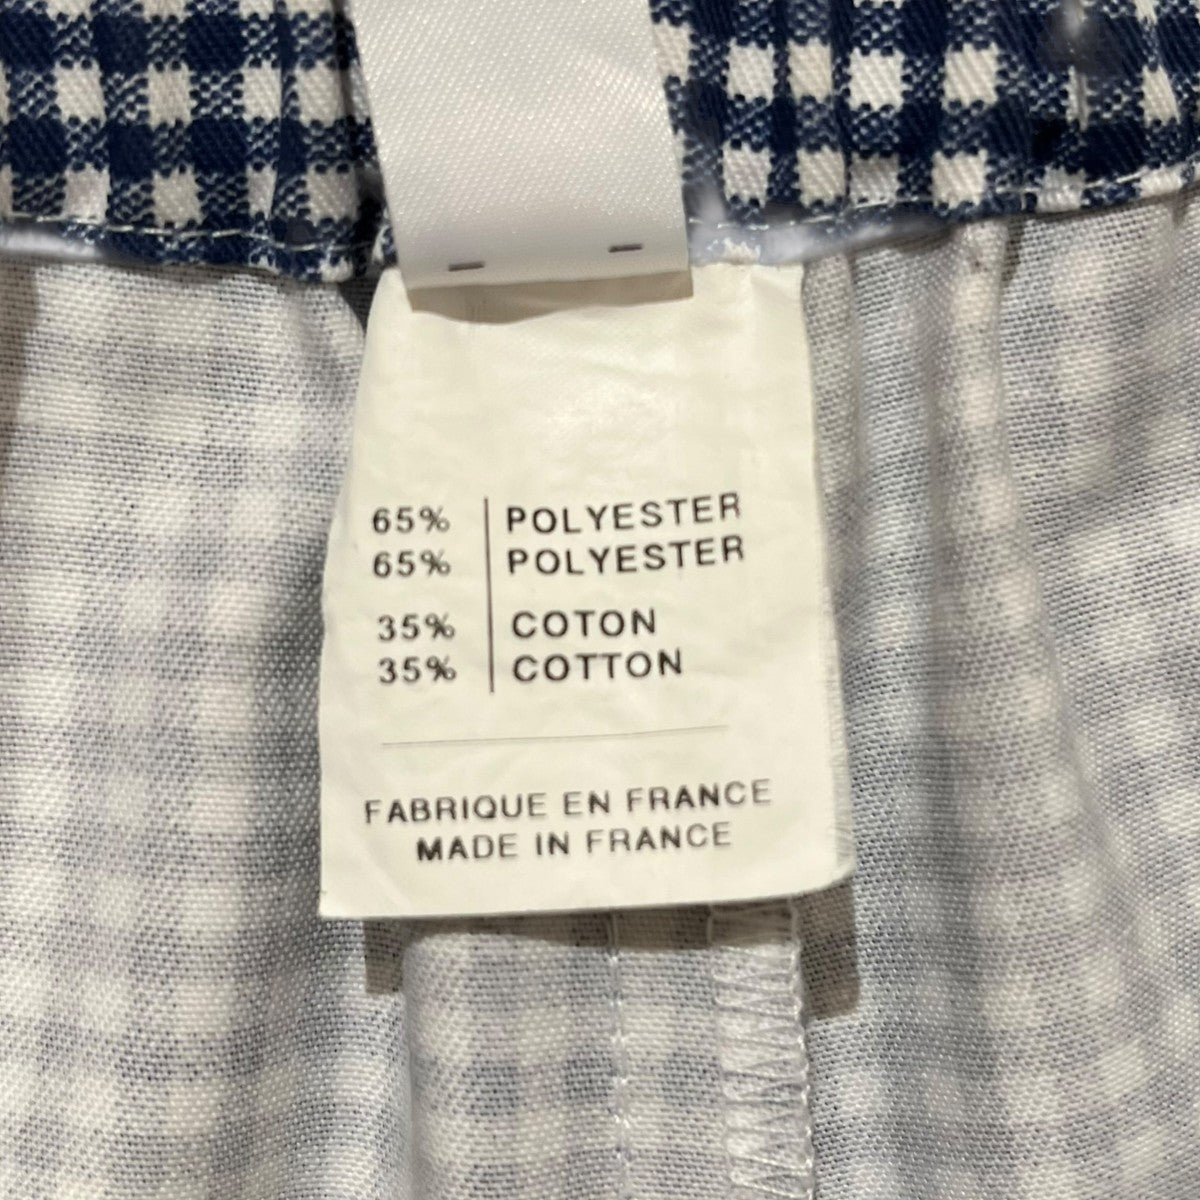 65% POLYESTER
65% POLYESTER
35% COTON
35% COTTON
FABRIQUE EN FRANCE
MADE IN FRANCE